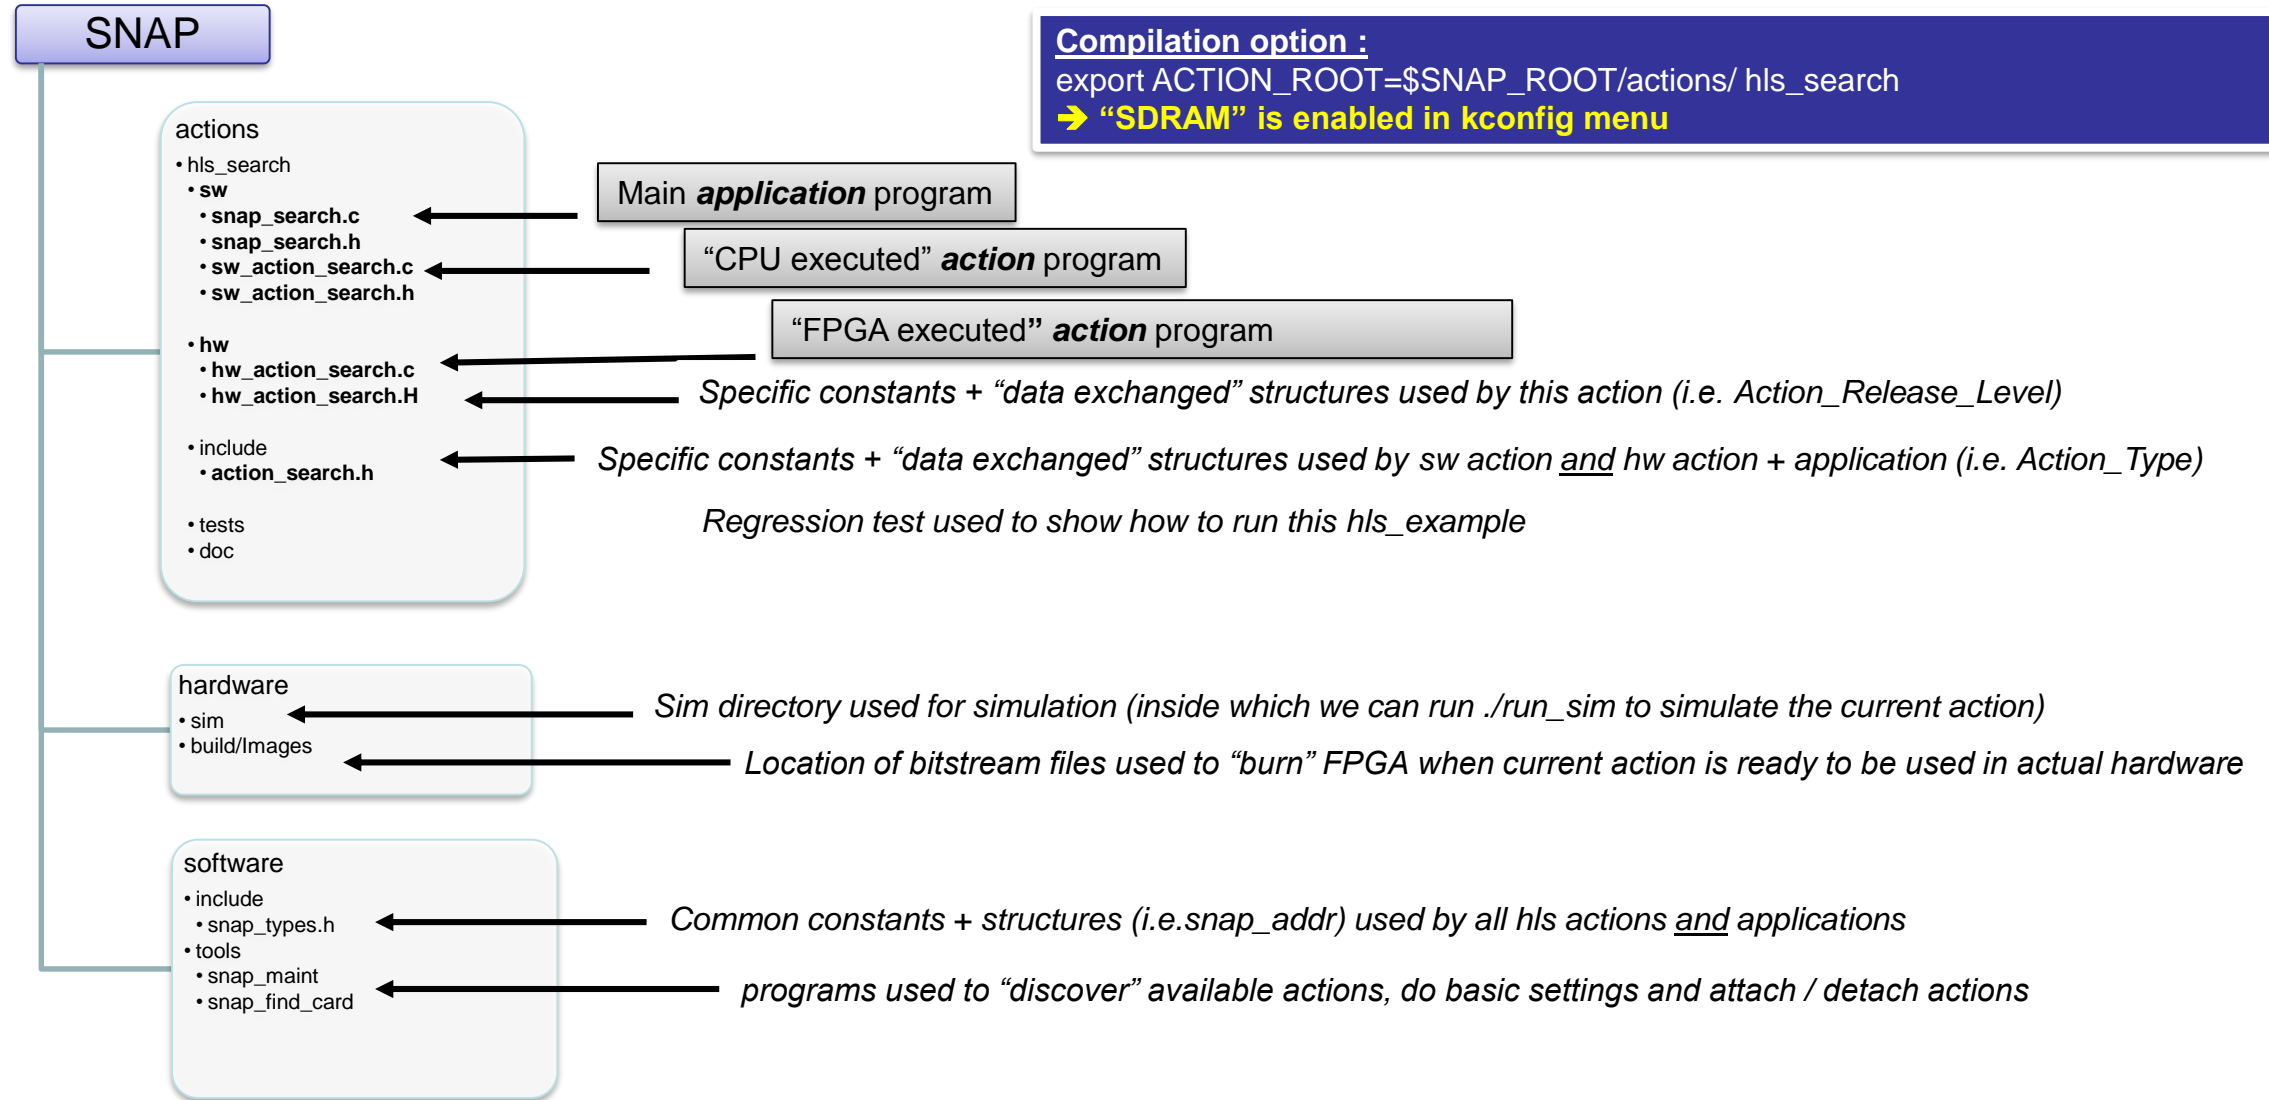 SNAP
Compilation option :
export ACTION_ROOT=$SNAP_ROOT/actions/ hls_search
➔ “SDRAM” is enabled in kconfig menu
actions
• hls_search
• sw
• snap_search.c
• snap_search.h
• sw_action_search.c
• sw_action_search.h
• hw
• hw_action_search.c
• hw_action_search.H
• include
• action_search.h
• tests
• doc
Main application program
“CPU executed” action program
“FPGA executed” action program
Specific constants + “data exchanged” structures used by this action (i.e. Action_Release_Level)
Specific constants + “data exchanged” structures used by sw action and hw action + application (i.e. Action_Type)
Regression test used to show how to run this hls_example
hardware
• sim
• build/Images
Sim directory used for simulation (inside which we can run ./run_sim to simulate the current action)
Location of bitstream files used to “burn” FPGA when current action is ready to be used in actual hardware
software
• include
• snap_types.h
• tools
• snap_maint
• snap_find_card
Common constants + structures (i.e.snap_addr) used by all hls actions and applications
programs used to “discover” available actions, do basic settings and attach / detach actions